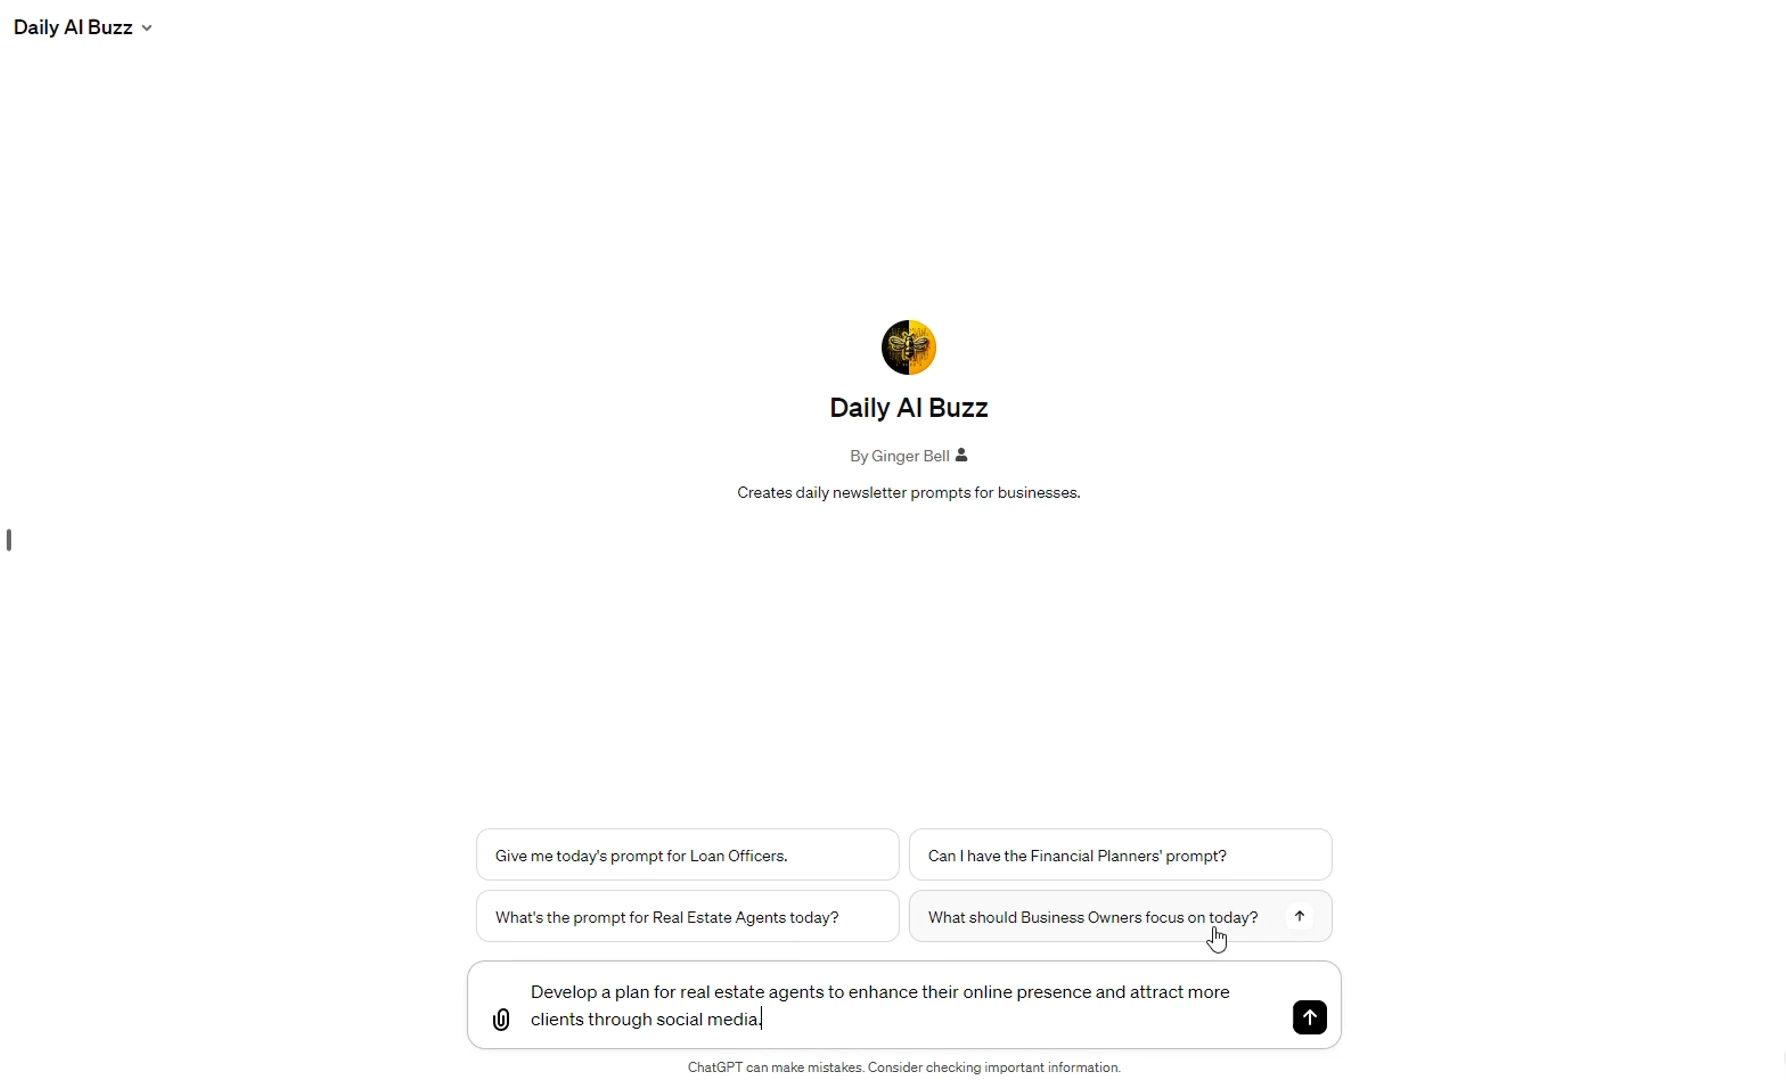 Daily AI Buzz
Daily AI Buzz
By Ginger Bell
Creates daily newsletter prompts for businesses.
Give me today's prompt for Loan Officers.
Can I have the Financial Planners' prompt?
What's the prompt for Real Estate Agents today?
What should Business Owners focus on today?
Develop a plan for real estate agents to enhance their online presence and attract more
clients through social media.
ChatGPT can make mistakes. Consider checking important information.